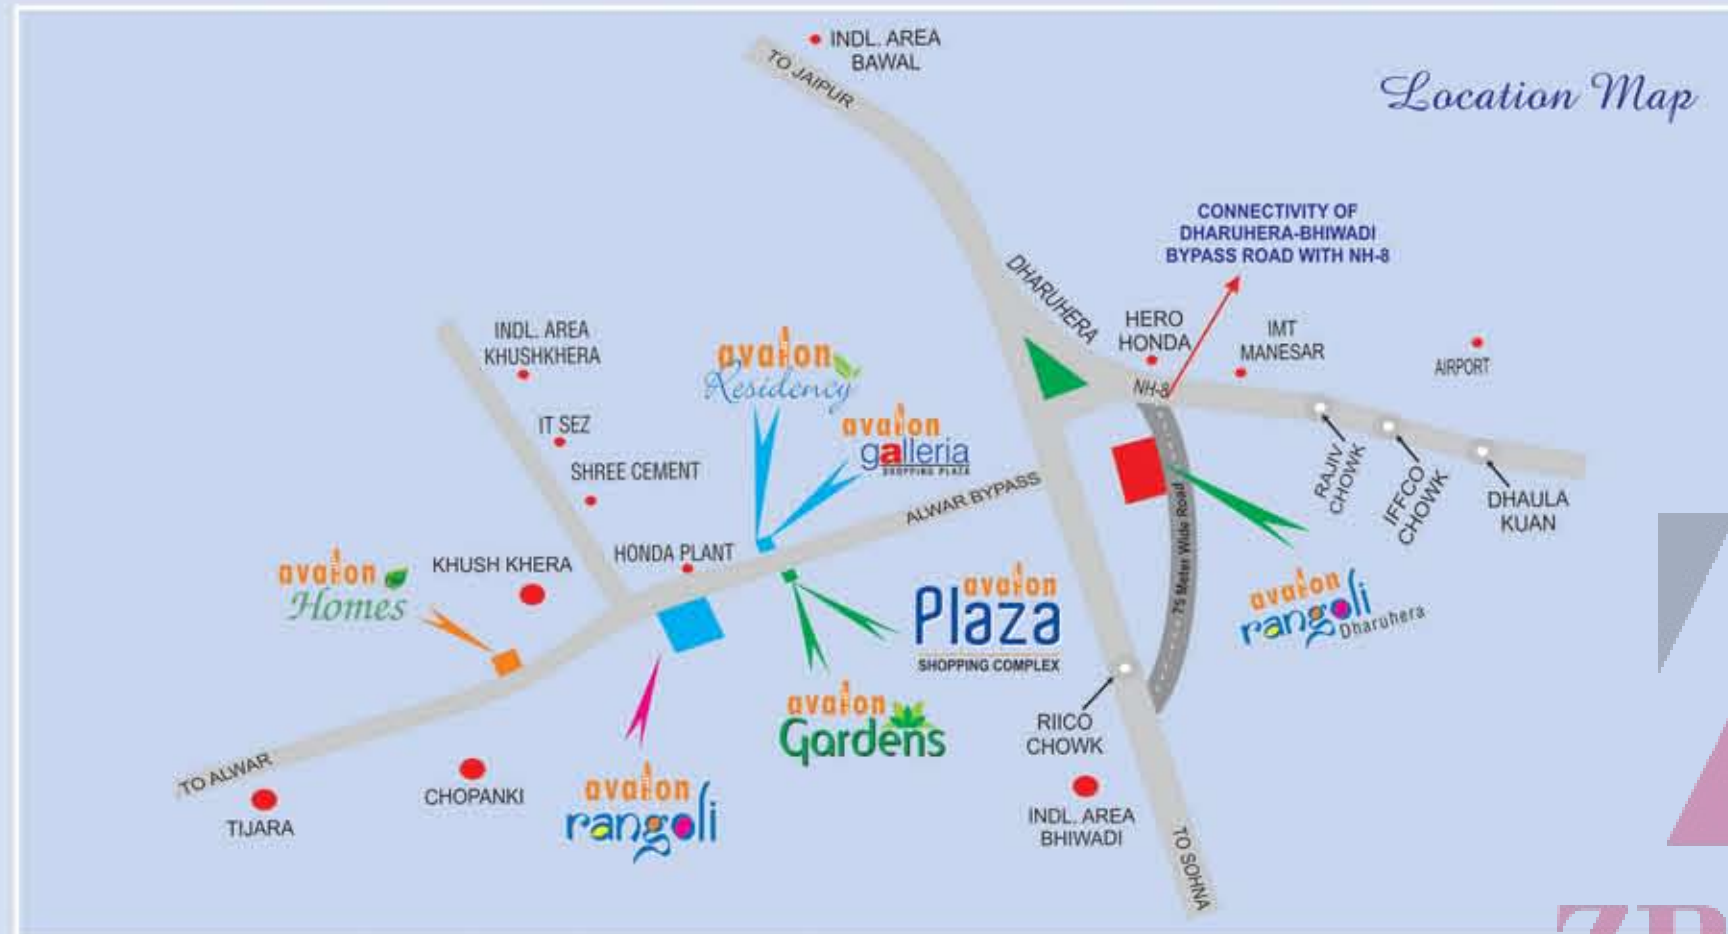 INDL. AREA
BAWAL
TO JAIPUR
Location Map
CONNECTIVITY OF
DHARUHERA-BHIWADI
BYPASS ROAD WITH NH-8
DHARUHERA
HERO
HONDA
IMT
MANESAR
AIRPORT
NH-8
INDL. AREA
KHUSHKHERA
avalon
Residency
IT SEZ
avalon
galleria
SHOPPING PLAZA
SHREE CEMENT
ALWAR BYPASS
RAJIV
CHOWK
IFFCO
CHOWK
DHAULA
KUAN
75 Meter Wide Road
HONDA PLANT
KHUSH KHERA
avalon
Homes
avalon
Plaza
SHOPPING COMPLEX
avalon
rangoli
Dharuhera
avalon
Gardens
RIICO
CHOWK
TO ALWAR
TIJARA
CHOPANKI
avalon
rangoli
INDL. AREA
BHIWADI
TO SOHNA